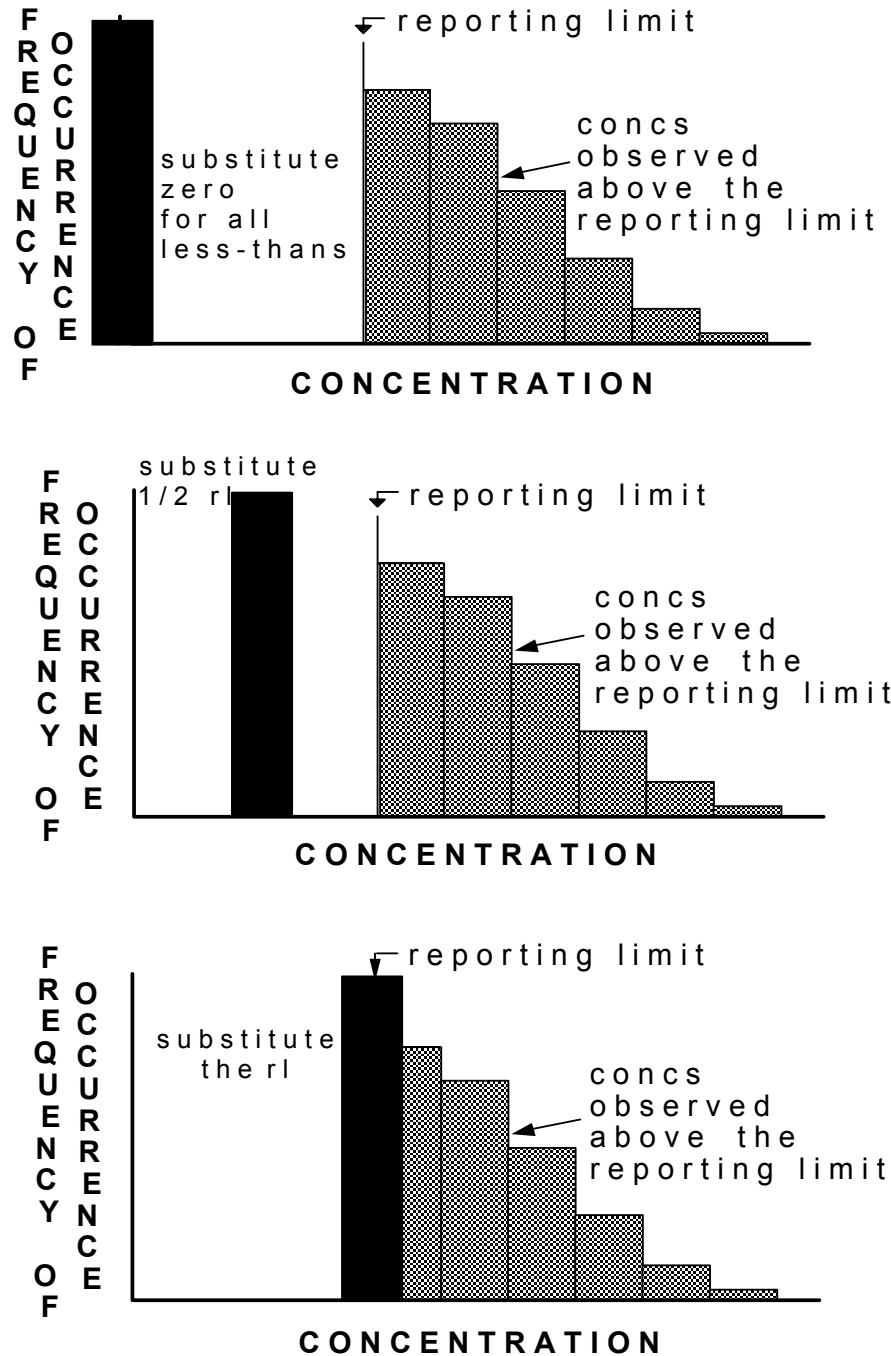 FREQUENCY OF
OCCURRENCE
reporting limit
substitute
zero
for all
less-thans
concs
observed
above the
reporting limit
CONCENTRATION
FREQUENCY OF
OCCURRENCE
substitute
1/2 rl
reporting limit
concs
observed
above the
reporting limit
CONCENTRATION
FREQUENCY OF
OCCURRENCE
reporting limit
substitute
the rl
concs
observed
above the
reporting limit
CONCENTRATION